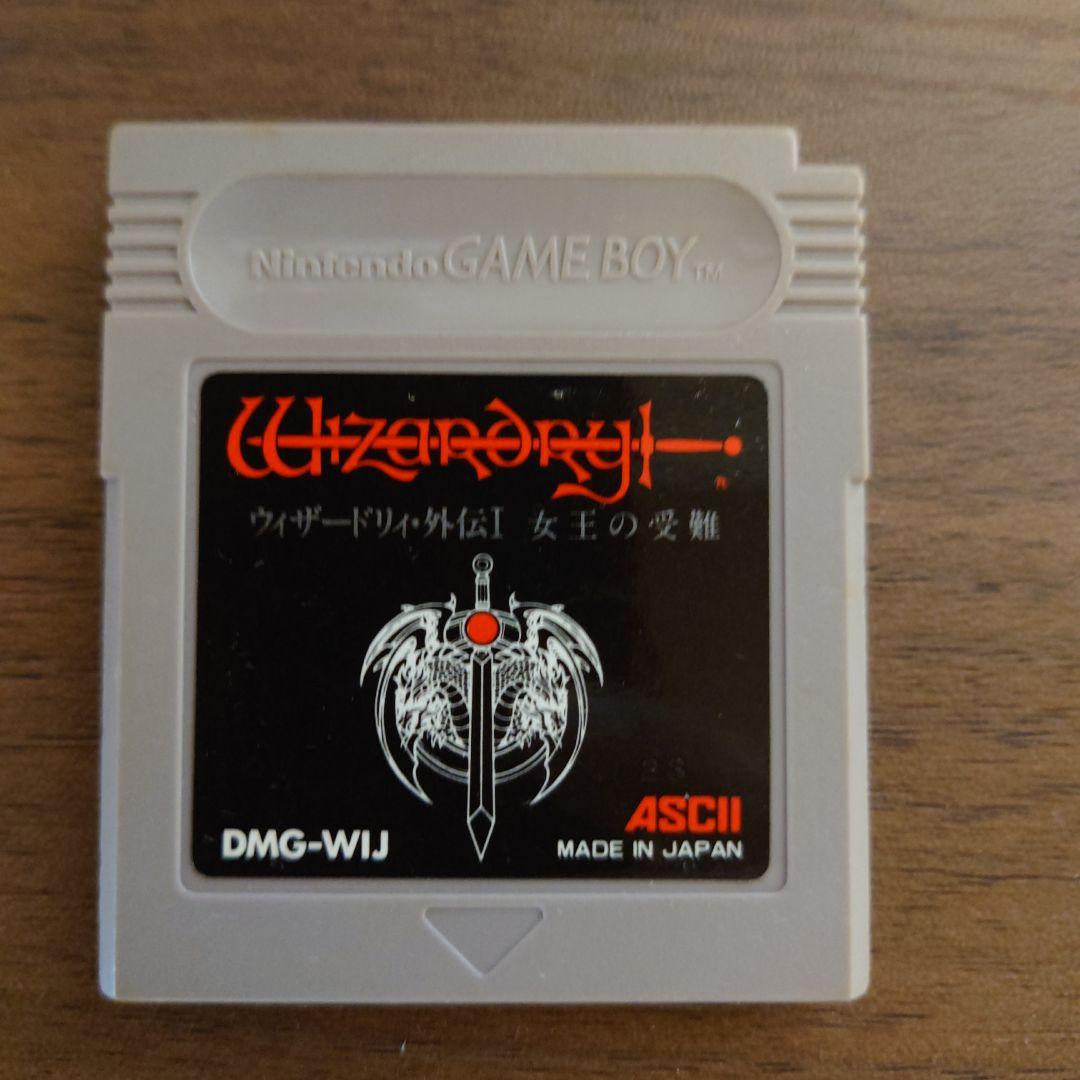 Nintendo GAME BOY TM
Wizardry
ウィザードリィ・外伝I 女王の受難
ASCII
DMG-WIJ MADE IN JAPAN